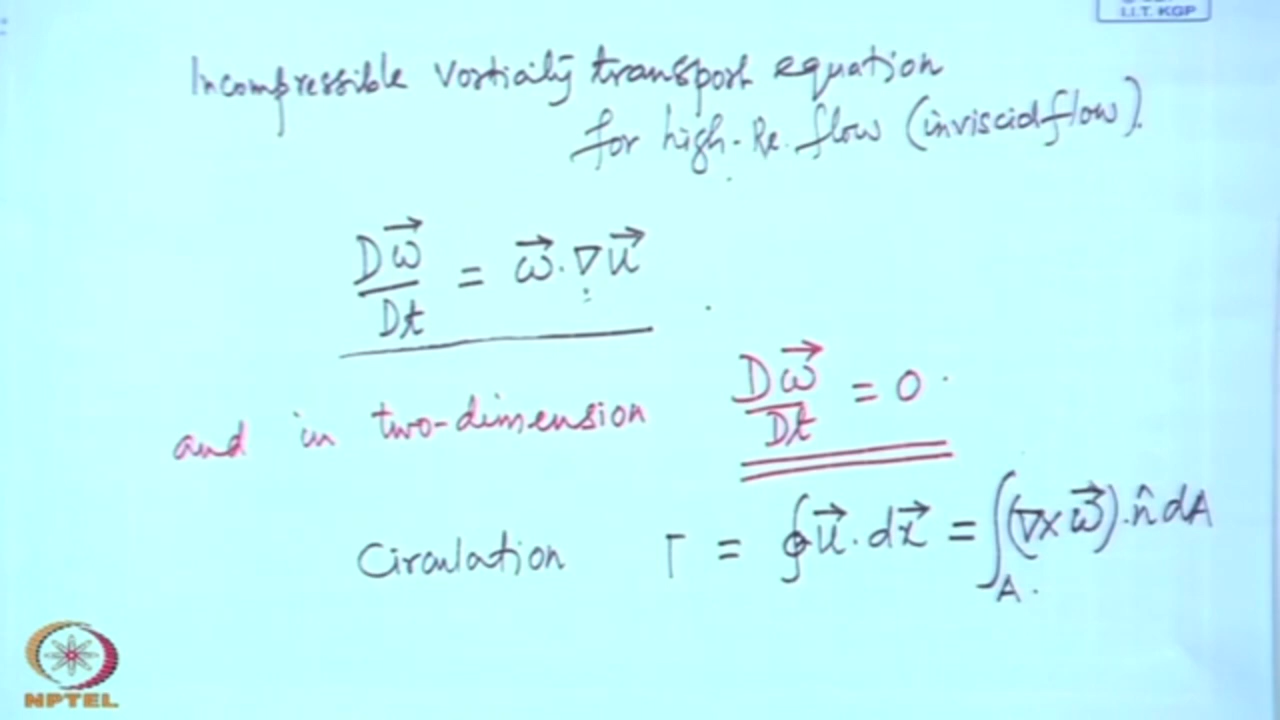 I.I.T. KGP
Incompressible vorticity transport equation
for high-Re. flow (inviscid flow).
Dω⃗/Dt = ω⃗·∇u⃗
and in two-dimension Dω⃗/Dt = 0.
Circulation Γ = ∮u⃗·dx⃗ = ∫_A (∇×ω⃗)·n̂ dA
NPTEL